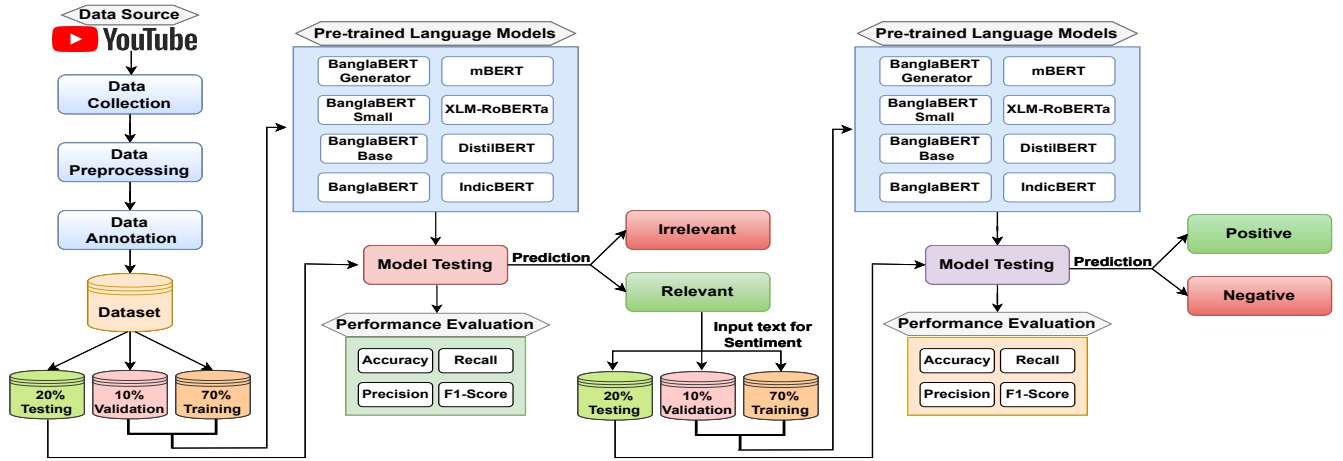 Data Source
YouTube
Data
Collection
Data
Preprocessing
Data
Annotation
Dataset
20%
Testing
10%
Validation
70%
Training
Pre-trained Language Models
BanglaBERT
Generator
mBERT
BanglaBERT
Small
XLM-RoBERTa
BanglaBERT
Base
DistilBERT
BanglaBERT
IndicBERT
Model Testing
Prediction
Irrelevant
Relevant
Performance Evaluation
Accuracy
Recall
Precision
F1-Score
Input text for
Sentiment
20%
Testing
10%
Validation
70%
Training
Pre-trained Language Models
BanglaBERT
Generator
mBERT
BanglaBERT
Small
XLM-RoBERTa
BanglaBERT
Base
DistilBERT
BanglaBERT
IndicBERT
Model Testing
Prediction
Positive
Negative
Performance Evaluation
Accuracy
Recall
Precision
F1-Score